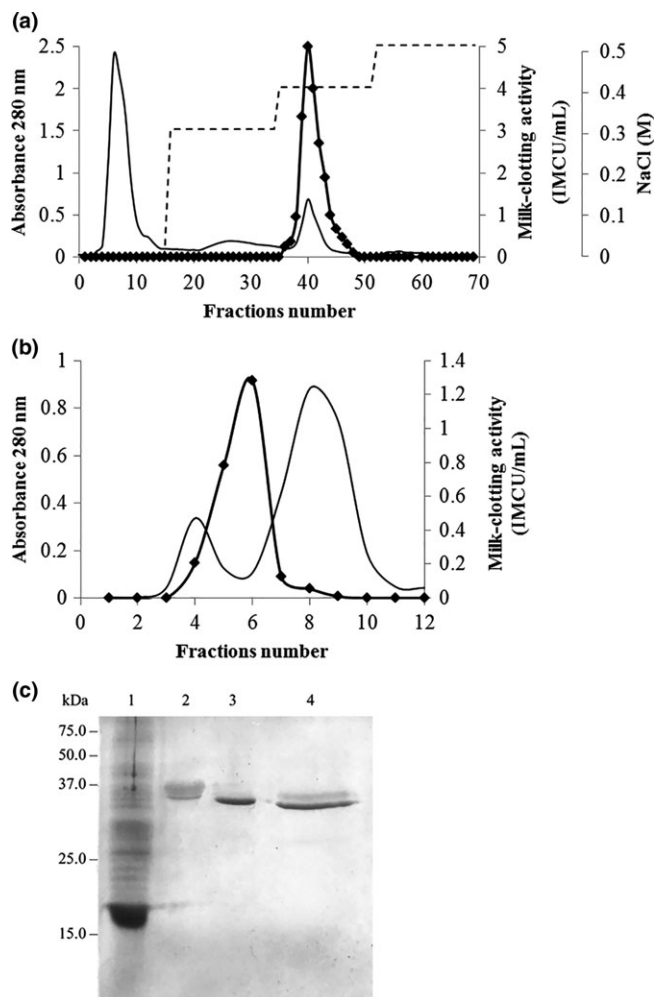 (a)
Absorbance 280 nm
2.5
2
1.5
1
0.5
0
0 10 20 30 40 50 60 70
Fractions number
5
4
3
2
1
0
Milk-clotting activity
(IMCU/mL)
0.5
0.4
0.3
0.2
0.1
0
NaCl (M)
(b)
Absorbance 280 nm
1
0.8
0.6
0.4
0.2
0
0 2 4 6 8 10 12
Fractions number
1.4
1.2
1
0.8
0.6
0.4
0.2
0
Milk-clotting activity
(IMCU/mL)
(c)
kDa 1 2 3 4
75.0
50.0
37.0
25.0
15.0